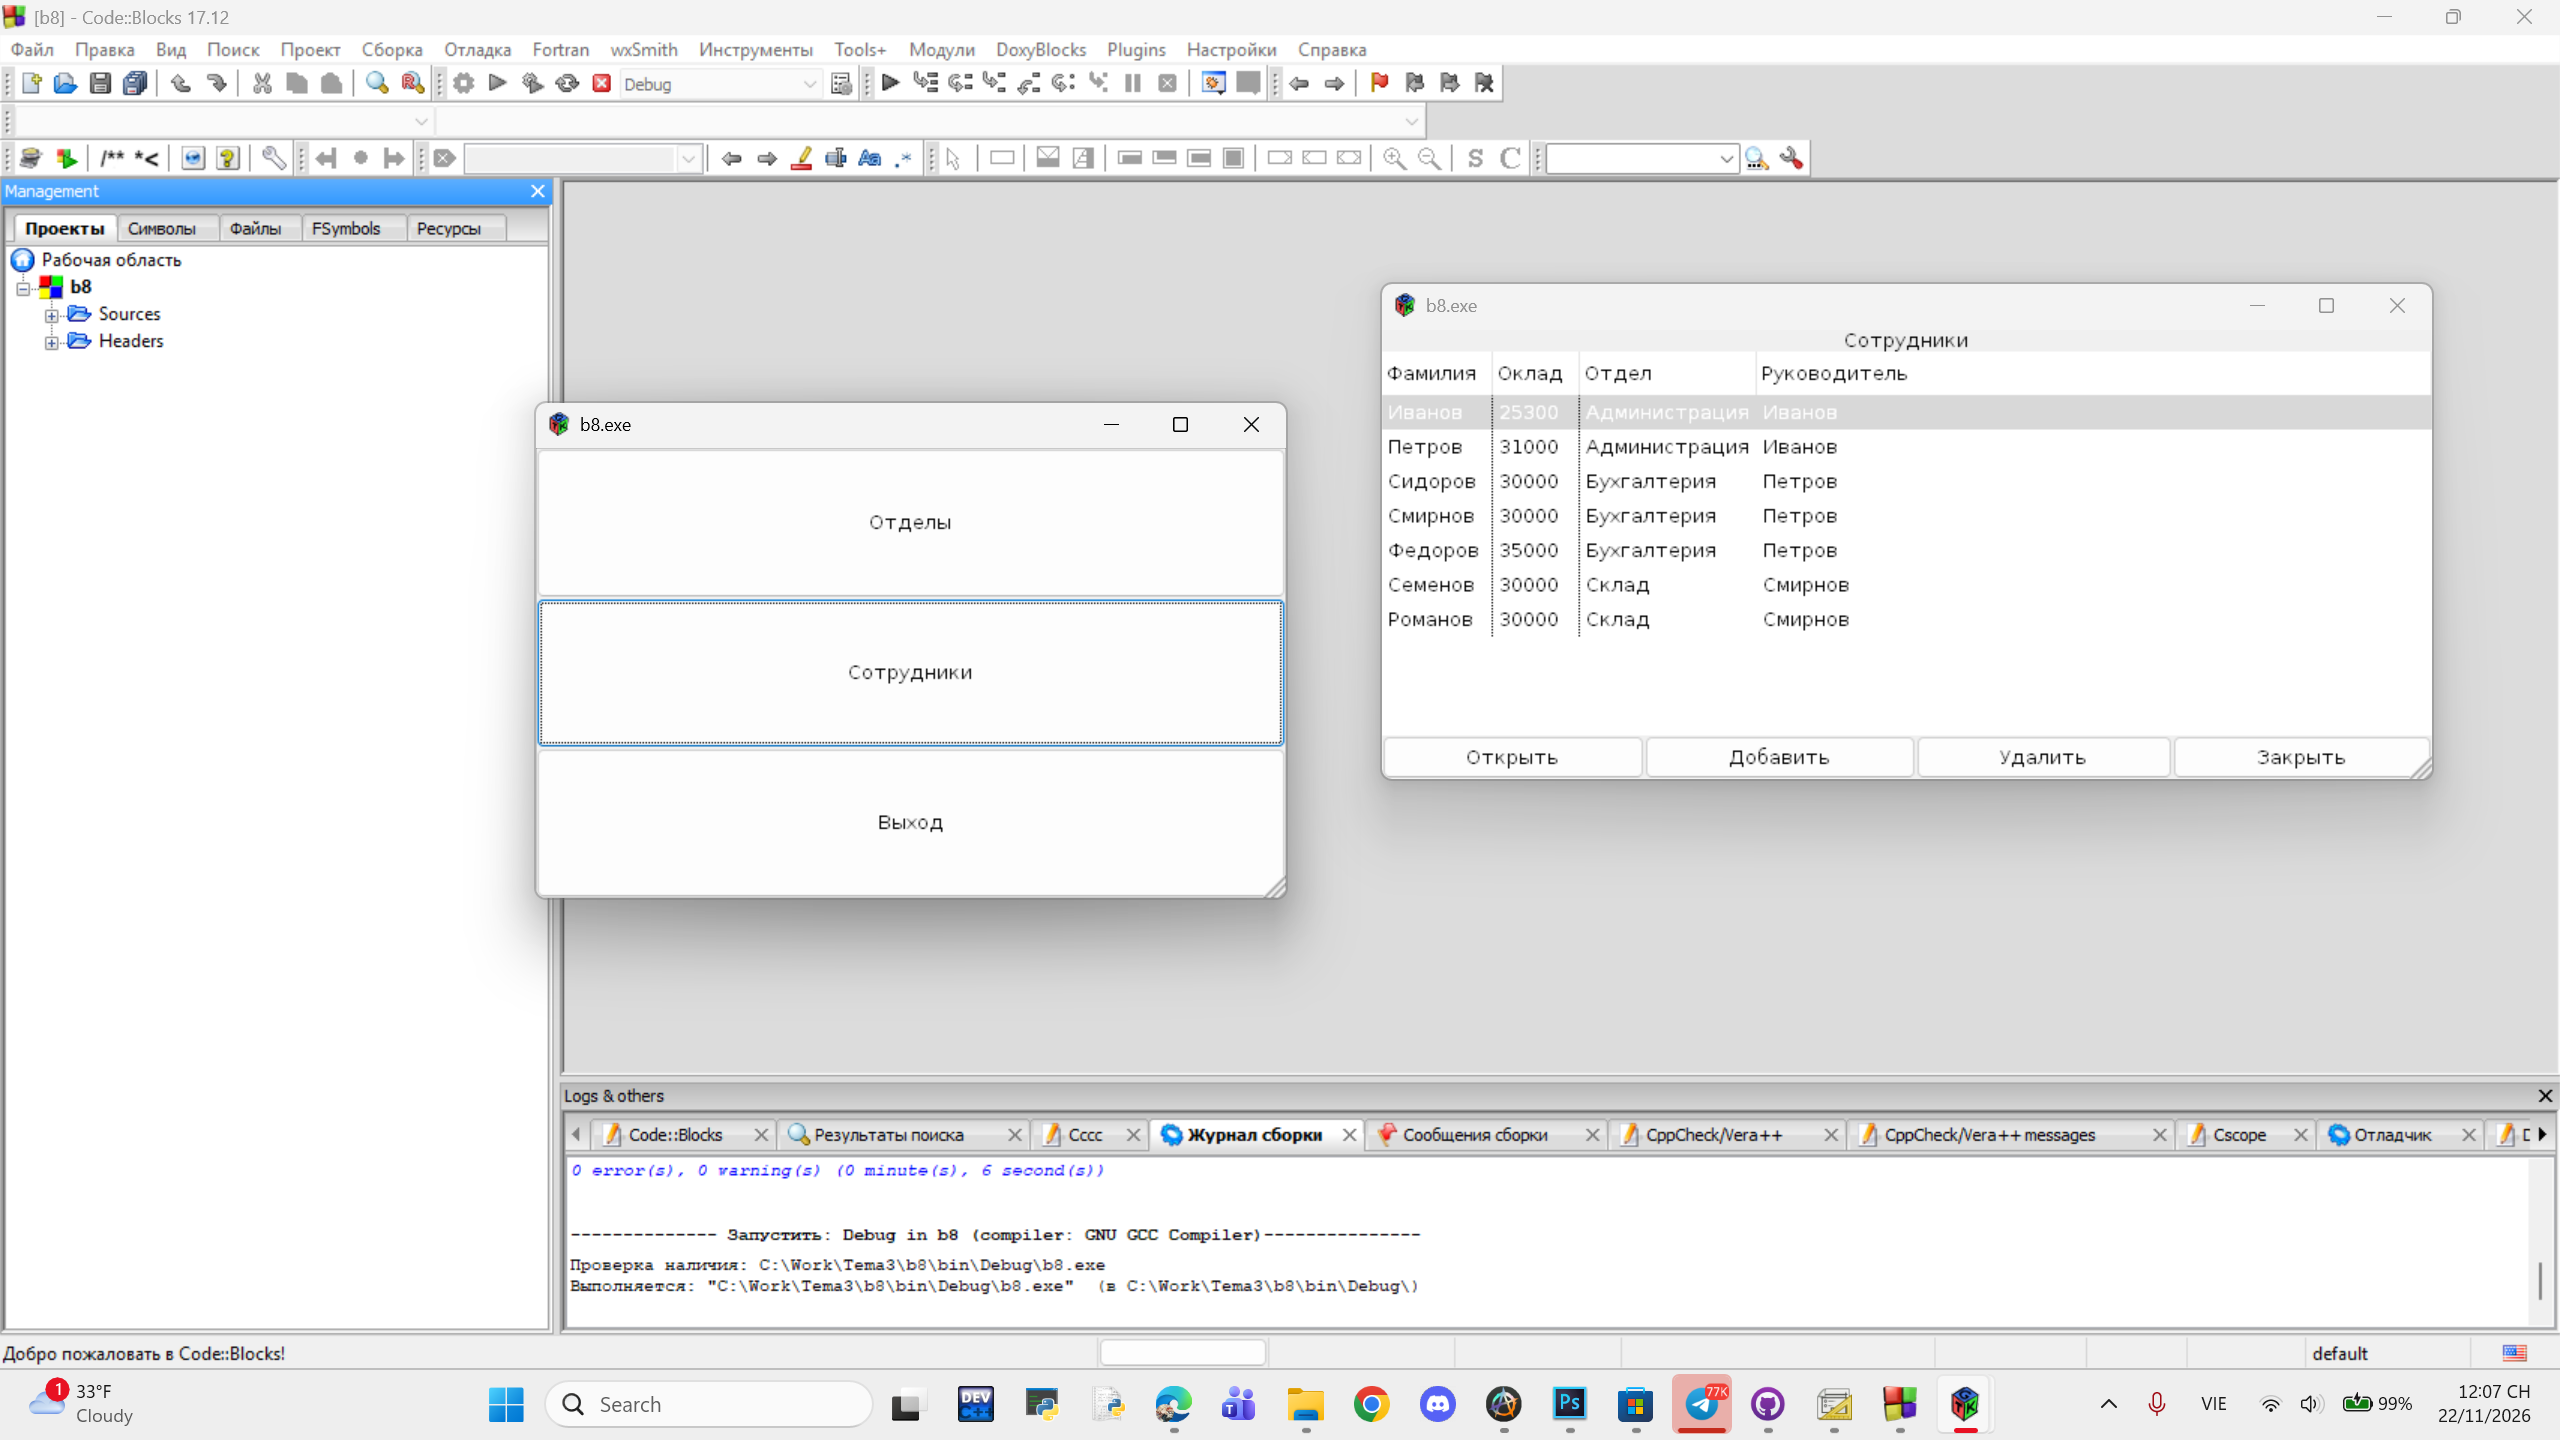 [b8] - Code::Blocks 17.12
Файл Правка Вид Поиск Проект Сборка Отладка Fortran wxSmith Инструменты Tools+ Модули DoxyBlocks Plugins Настройки Справка
Debug
/** *<
Aa .*
S C
Management
Проекты Символы Файлы FSymbols Ресурсы
Рабочая область
b8
Sources
Headers
b8.exe
Отделы
Сотрудники
Выход
b8.exe
Сотрудники
Фамилия Оклад Отдел Руководитель
Иванов 25300 Администрация Иванов
Петров 31000 Администрация Иванов
Сидоров 30000 Бухгалтерия Петров
Смирнов 30000 Бухгалтерия Петров
Федоров 35000 Бухгалтерия Петров
Семенов 30000 Склад Смирнов
Романов 30000 Склад Смирнов
Открыть Добавить Удалить Закрыть
Logs & others
Code::Blocks Результаты поиска Cccc Журнал сборки Сообщения сборки CppCheck/Vera++ CppCheck/Vera++ messages Cscope Отладчик
0 error(s), 0 warning(s) (0 minute(s), 6 second(s))
-------------- Запустить: Debug in b8 (compiler: GNU GCC Compiler)---------------
Проверка наличия: C:\Work\Tema3\b8\bin\Debug\b8.exe
Выполняется: "C:\Work\Tema3\b8\bin\Debug\b8.exe" (в C:\Work\Tema3\b8\bin\Debug\)
Добро пожаловать в Code::Blocks!
default
1
33°F
Cloudy
Search
DEV C++
T
Ps
77K
VIE
99%
12:07 CH
22/11/2026